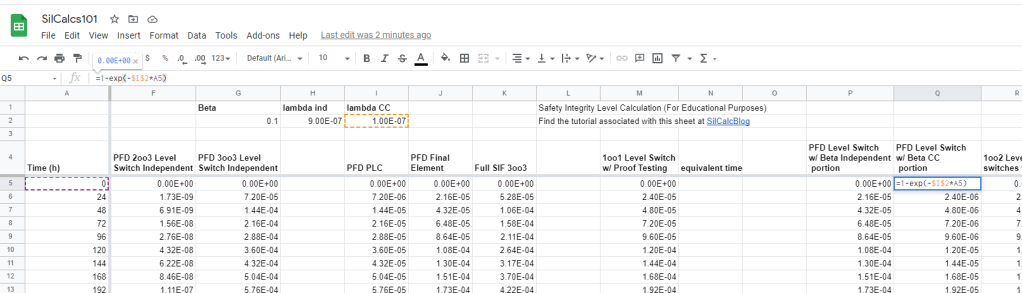 SilCalcs101
File Edit View Insert Format Data Tools Add-ons Help Last edit was 2 minutes ago
0.00E+00 × $ % .0 .00 123 Default (Ari... 10 B I S A
Q5 fx =1-exp(-$I$2*A5)
A F G H I J K L M N O P Q R
1 Beta lambda ind lambda CC Safety Integrity Level Calculation (For Educational Purposes)
2 0.1 9.00E-07 1.00E-07 Find the tutorial associated with this sheet at SilCalcBlog
3
4 Time (h) PFD 2oo3 Level Switch Independent PFD 3oo3 Level Switch Independent PFD PLC PFD Final Element Full SIF 3oo3 1oo1 Level Switch w/ Proof Testing equivalent time PFD Level Switch w/ Beta Independent portion PFD Level Switch w/ Beta CC portion 1oo2 Leve switches
5 0 0.00E+00 0.00E+00 0.00E+00 0.00E+00 0.00E+00 0.00E+00 0.00E+00 =1-exp(-$I$2*A5) 0.
6 24 1.73E-09 7.20E-05 7.20E-05 2.16E-05 5.28E-05 2.40E-05 2.16E-05 2.40E-06 2.
7 48 6.91E-09 1.44E-04 1.44E-05 4.32E-05 1.06E-04 4.80E-05 4.32E-05 4.80E-06 4.
8 72 1.56E-08 2.16E-04 2.16E-05 6.48E-05 1.58E-04 7.20E-05 6.48E-05 7.20E-06 7.
9 96 2.76E-08 2.88E-04 2.88E-05 8.64E-05 2.11E-04 9.60E-05 8.64E-05 9.60E-06 9.
10 120 4.32E-08 3.60E-04 3.60E-05 1.08E-04 2.64E-04 1.20E-04 1.08E-04 1.20E-05 1.
11 144 6.22E-08 4.32E-04 4.32E-05 1.30E-04 3.17E-04 1.44E-04 1.30E-04 1.44E-05 1.
12 168 8.46E-08 5.04E-04 5.04E-05 1.51E-04 3.70E-04 1.68E-04 1.51E-04 1.68E-05 1.
13 192 1.11E-07 5.76E-04 5.76E-05 1.73E-04 4.22E-04 1.92E-04 1.73E-04 1.92E-05 1.